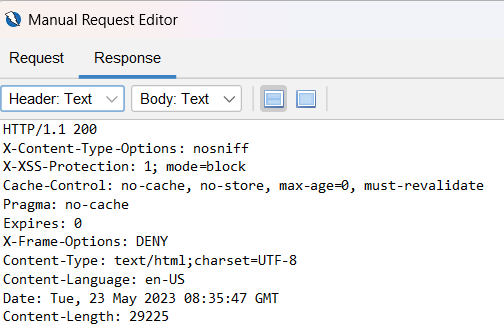 Manual Request Editor
Request Response
Header: Text Body: Text
HTTP/1.1 200
X-Content-Type-Options: nosniff
X-XSS-Protection: 1; mode=block
Cache-Control: no-cache, no-store, max-age=0, must-revalidate
Pragma: no-cache
Expires: 0
X-Frame-Options: DENY
Content-Type: text/html;charset=UTF-8
Content-Language: en-US
Date: Tue, 23 May 2023 08:35:47 GMT
Content-Length: 29225